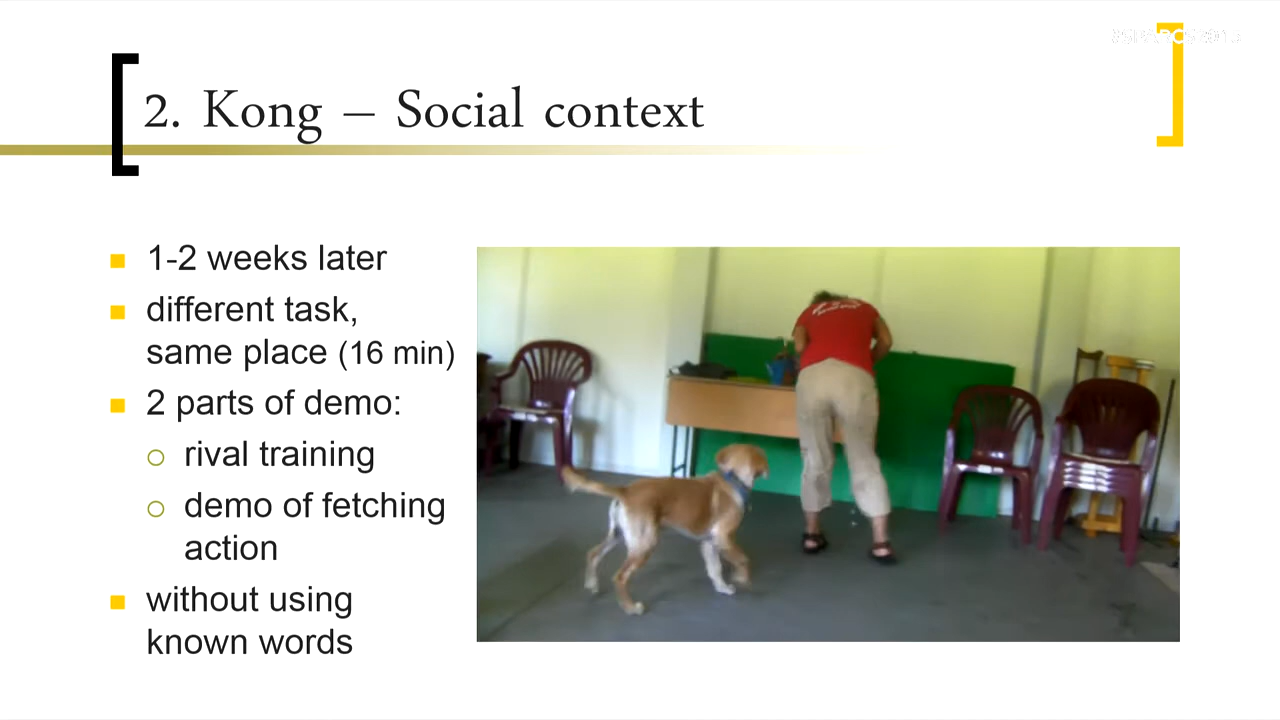 2. Kong – Social context
1-2 weeks later
different task,
same place (16 min)
2 parts of demo:
rival training
demo of fetching
action
without using
known words